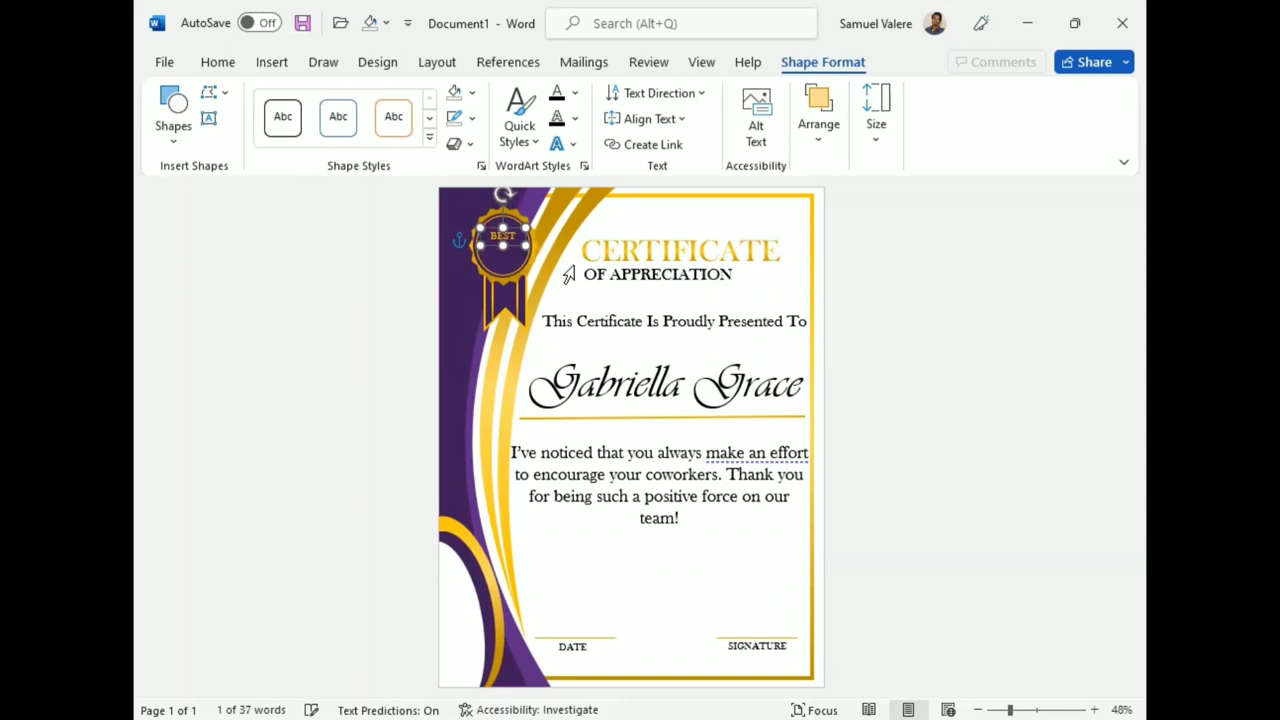 AutoSave Off Document1 - Word Search (Alt+Q) Samuel Valere
File Home Insert Draw Design Layout References Mailings Review View Help Shape Format Comments Share
Shapes
Abc Abc Abc
Quick Styles
Text Direction
Align Text
Create Link
Alt Text
Arrange
Size
Insert Shapes Shape Styles WordArt Styles Text Accessibility
BEST
CERTIFICATE
OF APPRECIATION
This Certificate Is Proudly Presented To
Gabriella Grace
I've noticed that you always make an effort
to encourage your coworkers. Thank you
for being such a positive force on our
team!
DATE SIGNATURE
Page 1 of 1 1 of 37 words Text Predictions: On Accessibility: Investigate Focus 48%